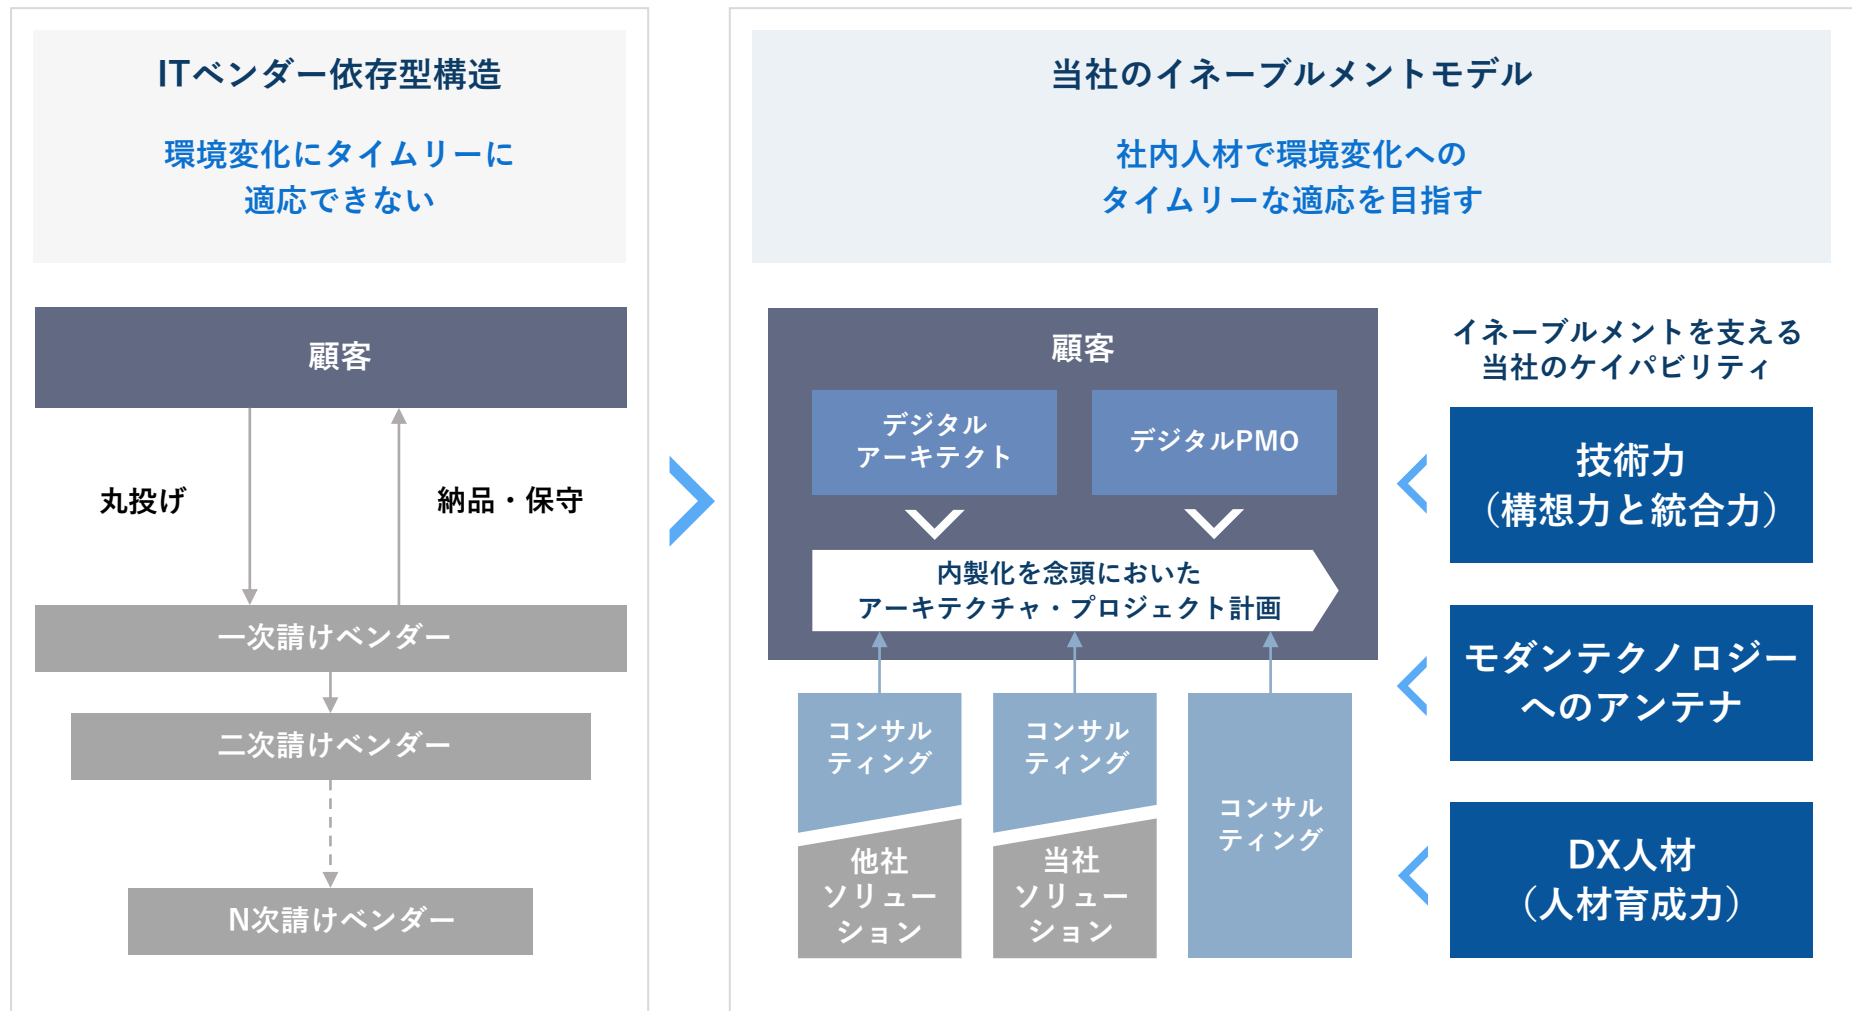 ITベンダー依存型構造
環境変化にタイムリーに
適応できない
顧客
丸投げ
納品・保守
一次請けベンダー
二次請けベンダー
N次請けベンダー
当社のイネーブルメントモデル
社内人材で環境変化への
タイムリーな適応を目指す
顧客
デジタル
アーキテクト
デジタルPMO
内製化を念頭においた
アーキテクチャ・プロジェクト計画
コンサル
ティング
他社
ソリュー
ション
コンサル
ティング
当社
ソリュー
ション
コンサル
ティング
イネーブルメントを支える
当社のケイパビリティ
技術力
（構想力と統合力）
モダンテクノロジー
へのアンテナ
DX人材
（人材育成力）